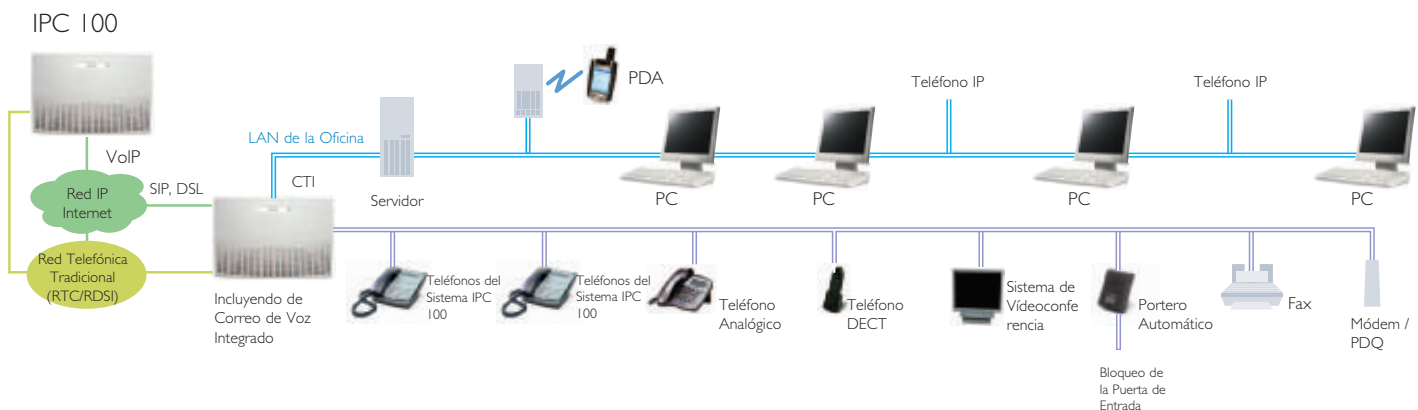 IPC 100
VoIP
Red IP
Internet
SIP, DSL
Red Telefónica
Tradicional
(RTC/RDSI)
LAN de la Oficina
CTI
Incluyendo de
Correo de Voz
Integrado
Servidor
PDA
PC
PC
Teléfono IP
PC
Teléfono IP
PC
Teléfonos del
Sistema IPC
100
Teléfonos del
Sistema IPC
100
Teléfono
Analógico
Teléfono
DECT
Sistema de
Vídeoconfe
rencia
Portero
Automático
Bloqueo de
la Puerta de
Entrada
Fax
Módem /
PDQ